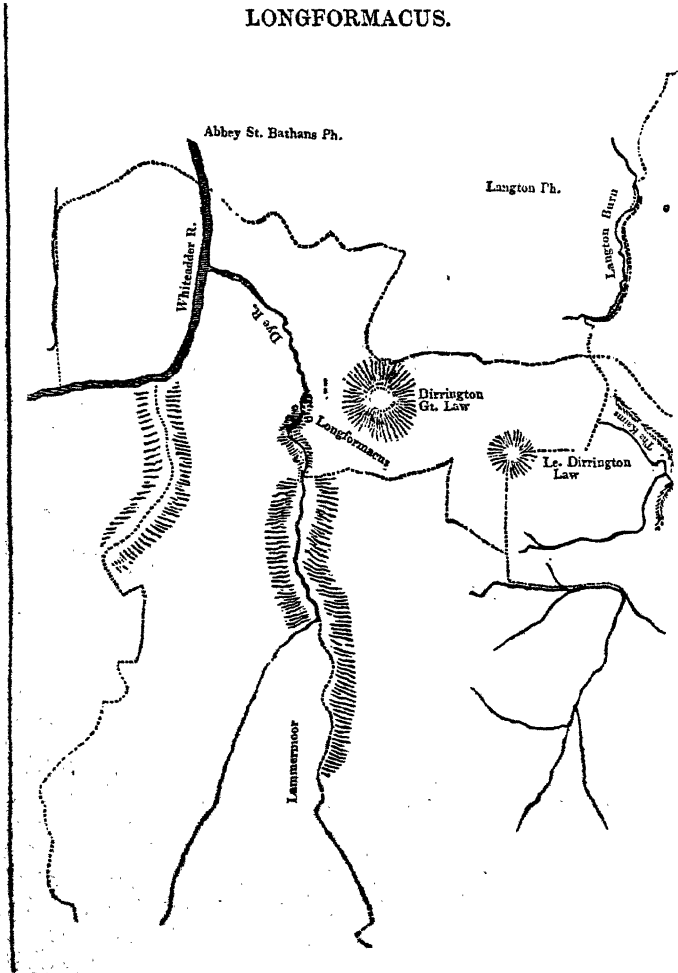 LONGFORMACUS.
Abbey St. Bathans Ph.
Langton Ph.
Langton Burn
Whiteadder R.
Dye R.
Dirrington
Gt. Law
Longformacus
The Kaims
Le. Dirrington
Law
Lammermoor